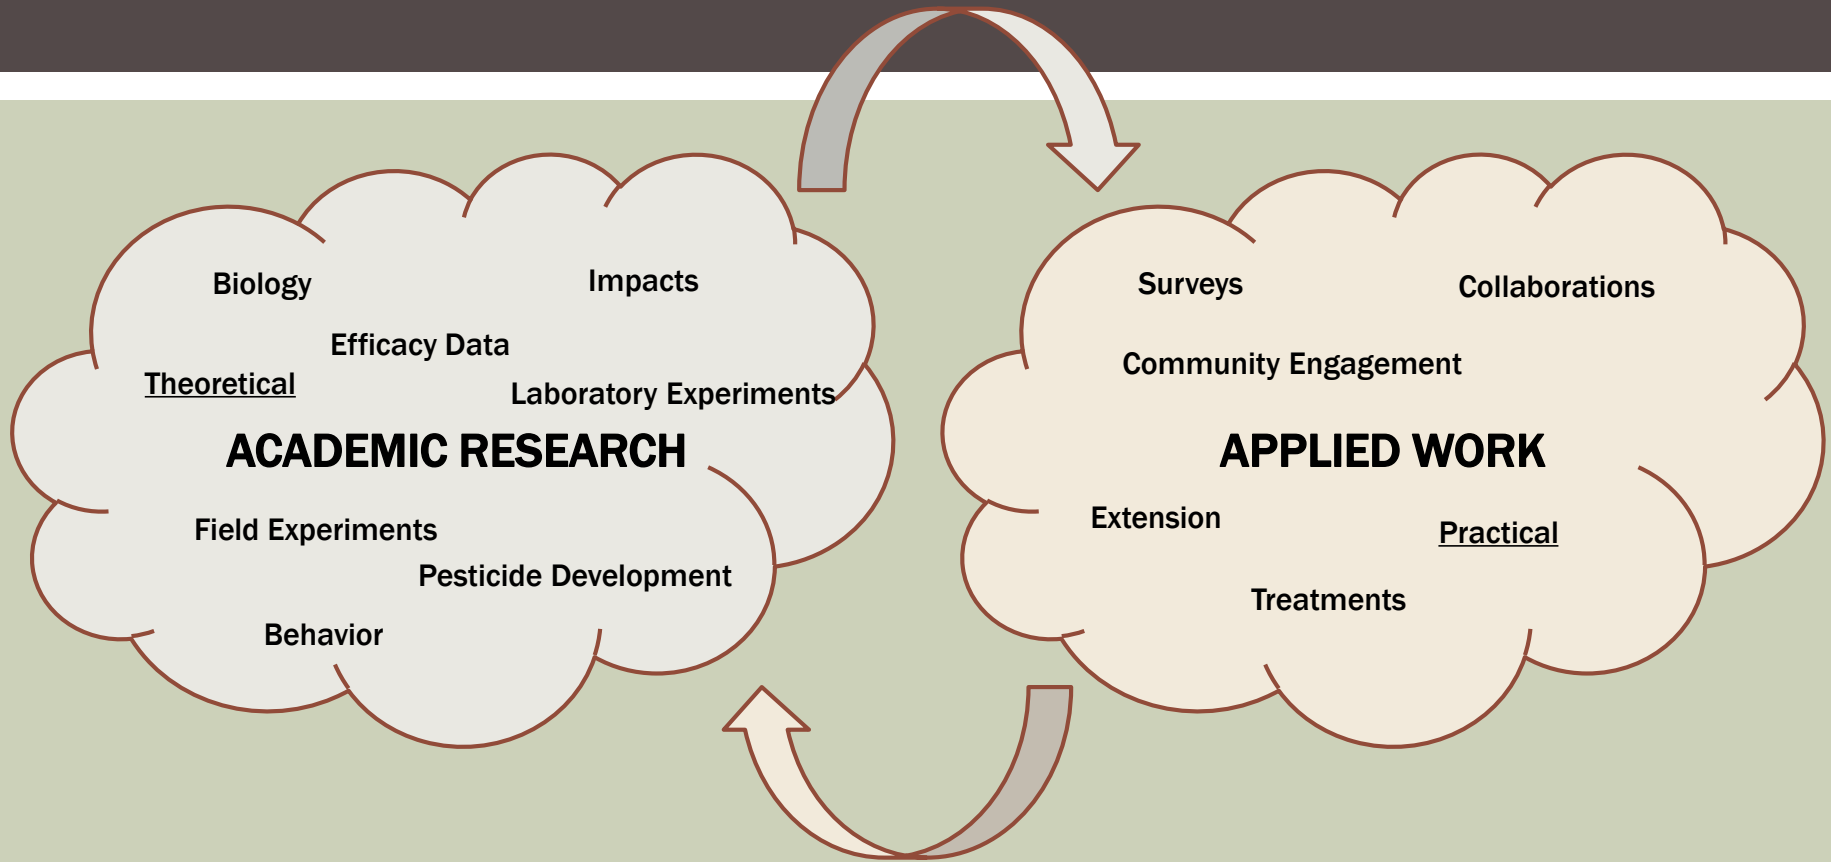 Biology
Impacts
Efficacy Data
Theoretical
Laboratory Experiments
ACADEMIC RESEARCH
Field Experiments
Pesticide Development
Behavior
Surveys
Collaborations
Community Engagement
APPLIED WORK
Extension
Practical
Treatments